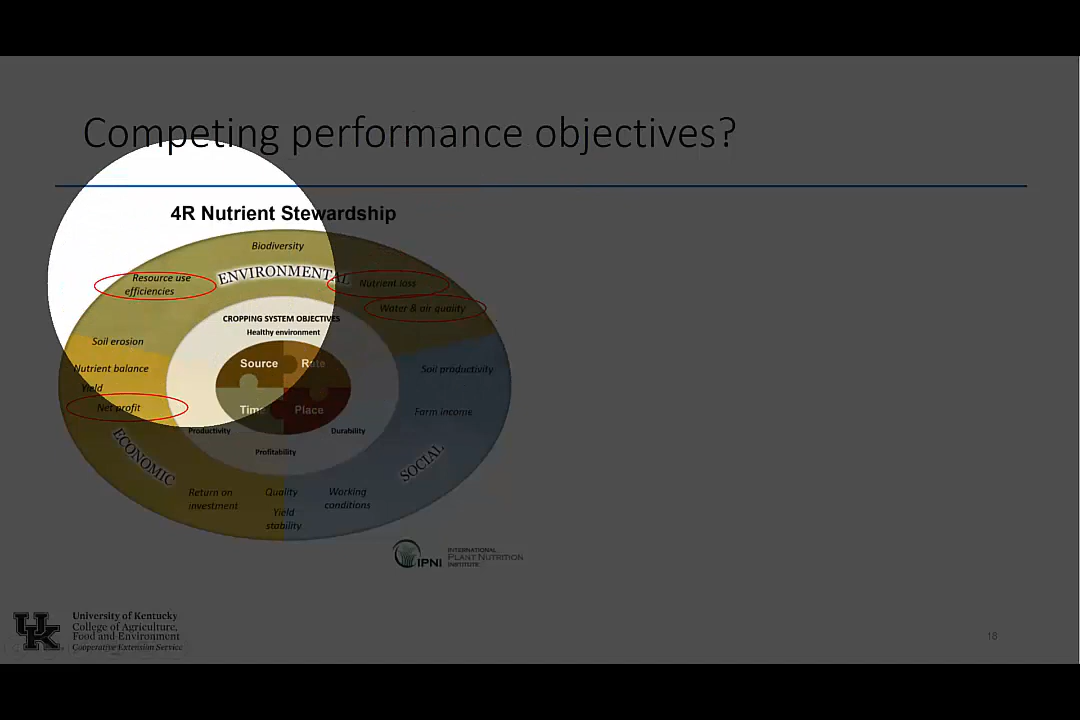 Competing performance objectives?
4R Nutrient Stewardship
Biodiversity
ENVIRONMENTAL
Resource use
efficiencies
Nutrient loss
Water & air quality
CROPPING SYSTEM OBJECTIVES
Healthy environment
Soil erosion
Nutrient balance
Yield
Net profit
Source
Rate
Time
Place
Soil productivity
Farm income
Productivity
Durability
Profitability
ECONOMIC
SOCIAL
Return on
investment
Quality
Yield
stability
Working
conditions
IPNI
INTERNATIONAL
PLANT NUTRITION
INSTITUTE
UK
University of Kentucky
College of Agriculture,
Food and Environment
Cooperative Extension Service
18